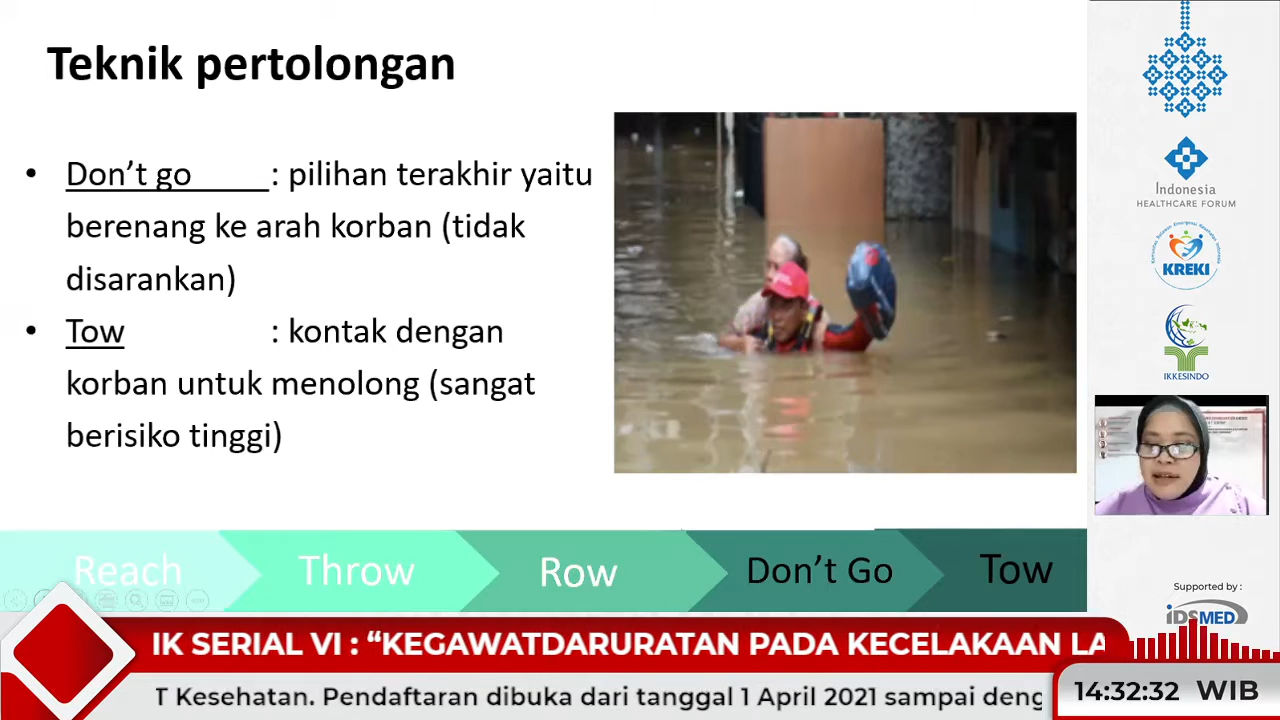 Teknik pertolongan
• Don’t go : pilihan terakhir yaitu
berenang ke arah korban (tidak
disarankan)
• Tow : kontak dengan
korban untuk menolong (sangat
berisiko tinggi)
Reach
Throw
Row
Don’t Go
Tow
Indonesia
HEALTHCARE FORUM
KREKI
IKKESINDO
Supported by :
IDSMED
IK SERIAL VI : “KEGAWATDARURATAN PADA KECELAKAAN LA
T Kesehatan. Pendaftaran dibuka dari tanggal 1 April 2021 sampai deng
14:32:32 WIB